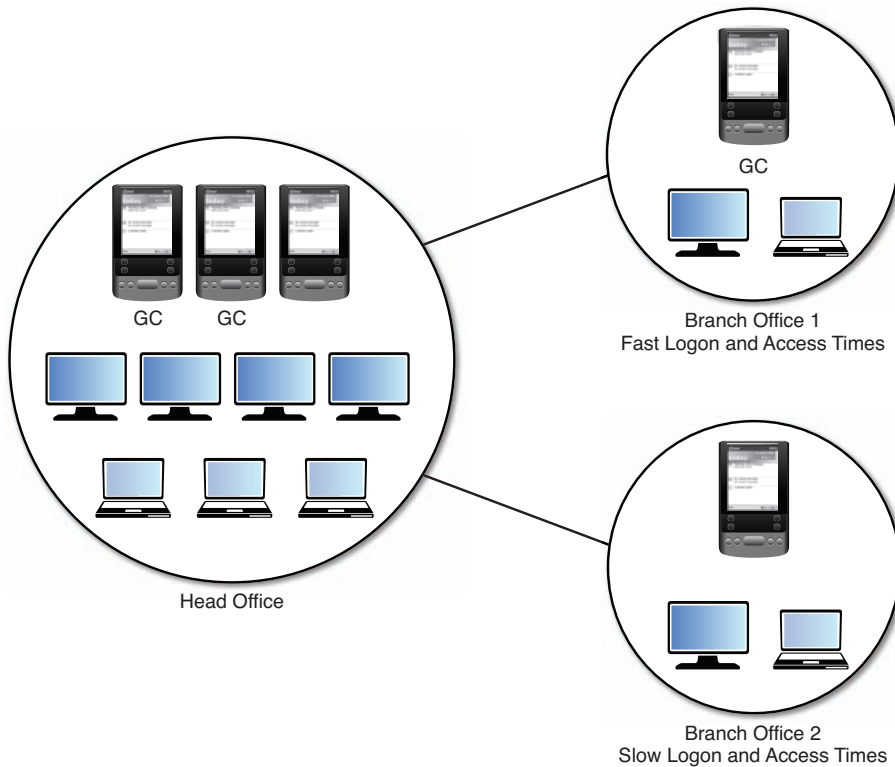 GC
GC GC
Branch Office 1
Fast Logon and Access Times
Head Office
Branch Office 2
Slow Logon and Access Times